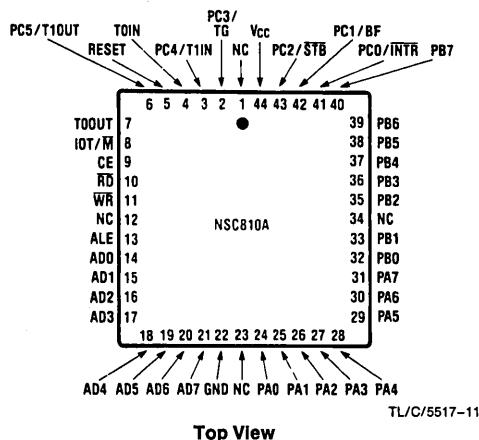 PC3/
PC5/T1OUT T0IN TG VCC PC1/BF
RESET PC4/T1IN NC PC2/S̅T̅B̅ PC0/I̅N̅T̅R̅ PB7
6 5 4 3 2 1 44 43 42 41 40
T0OUT 7 39 PB6
IOT/M̅ 8 38 PB5
CE 9 37 PB4
R̅D̅ 10 36 PB3
W̅R̅ 11 35 PB2
NC 12 NSC810A 34 NC
ALE 13 33 PB1
AD0 14 32 PB0
AD1 15 31 PA7
AD2 16 30 PA6
AD3 17 29 PA5
18 19 20 21 22 23 24 25 26 27 28
AD4 AD5 AD6 AD7 GND NC PA0 PA1 PA2 PA3 PA4
TL/C/5517-11
Top View